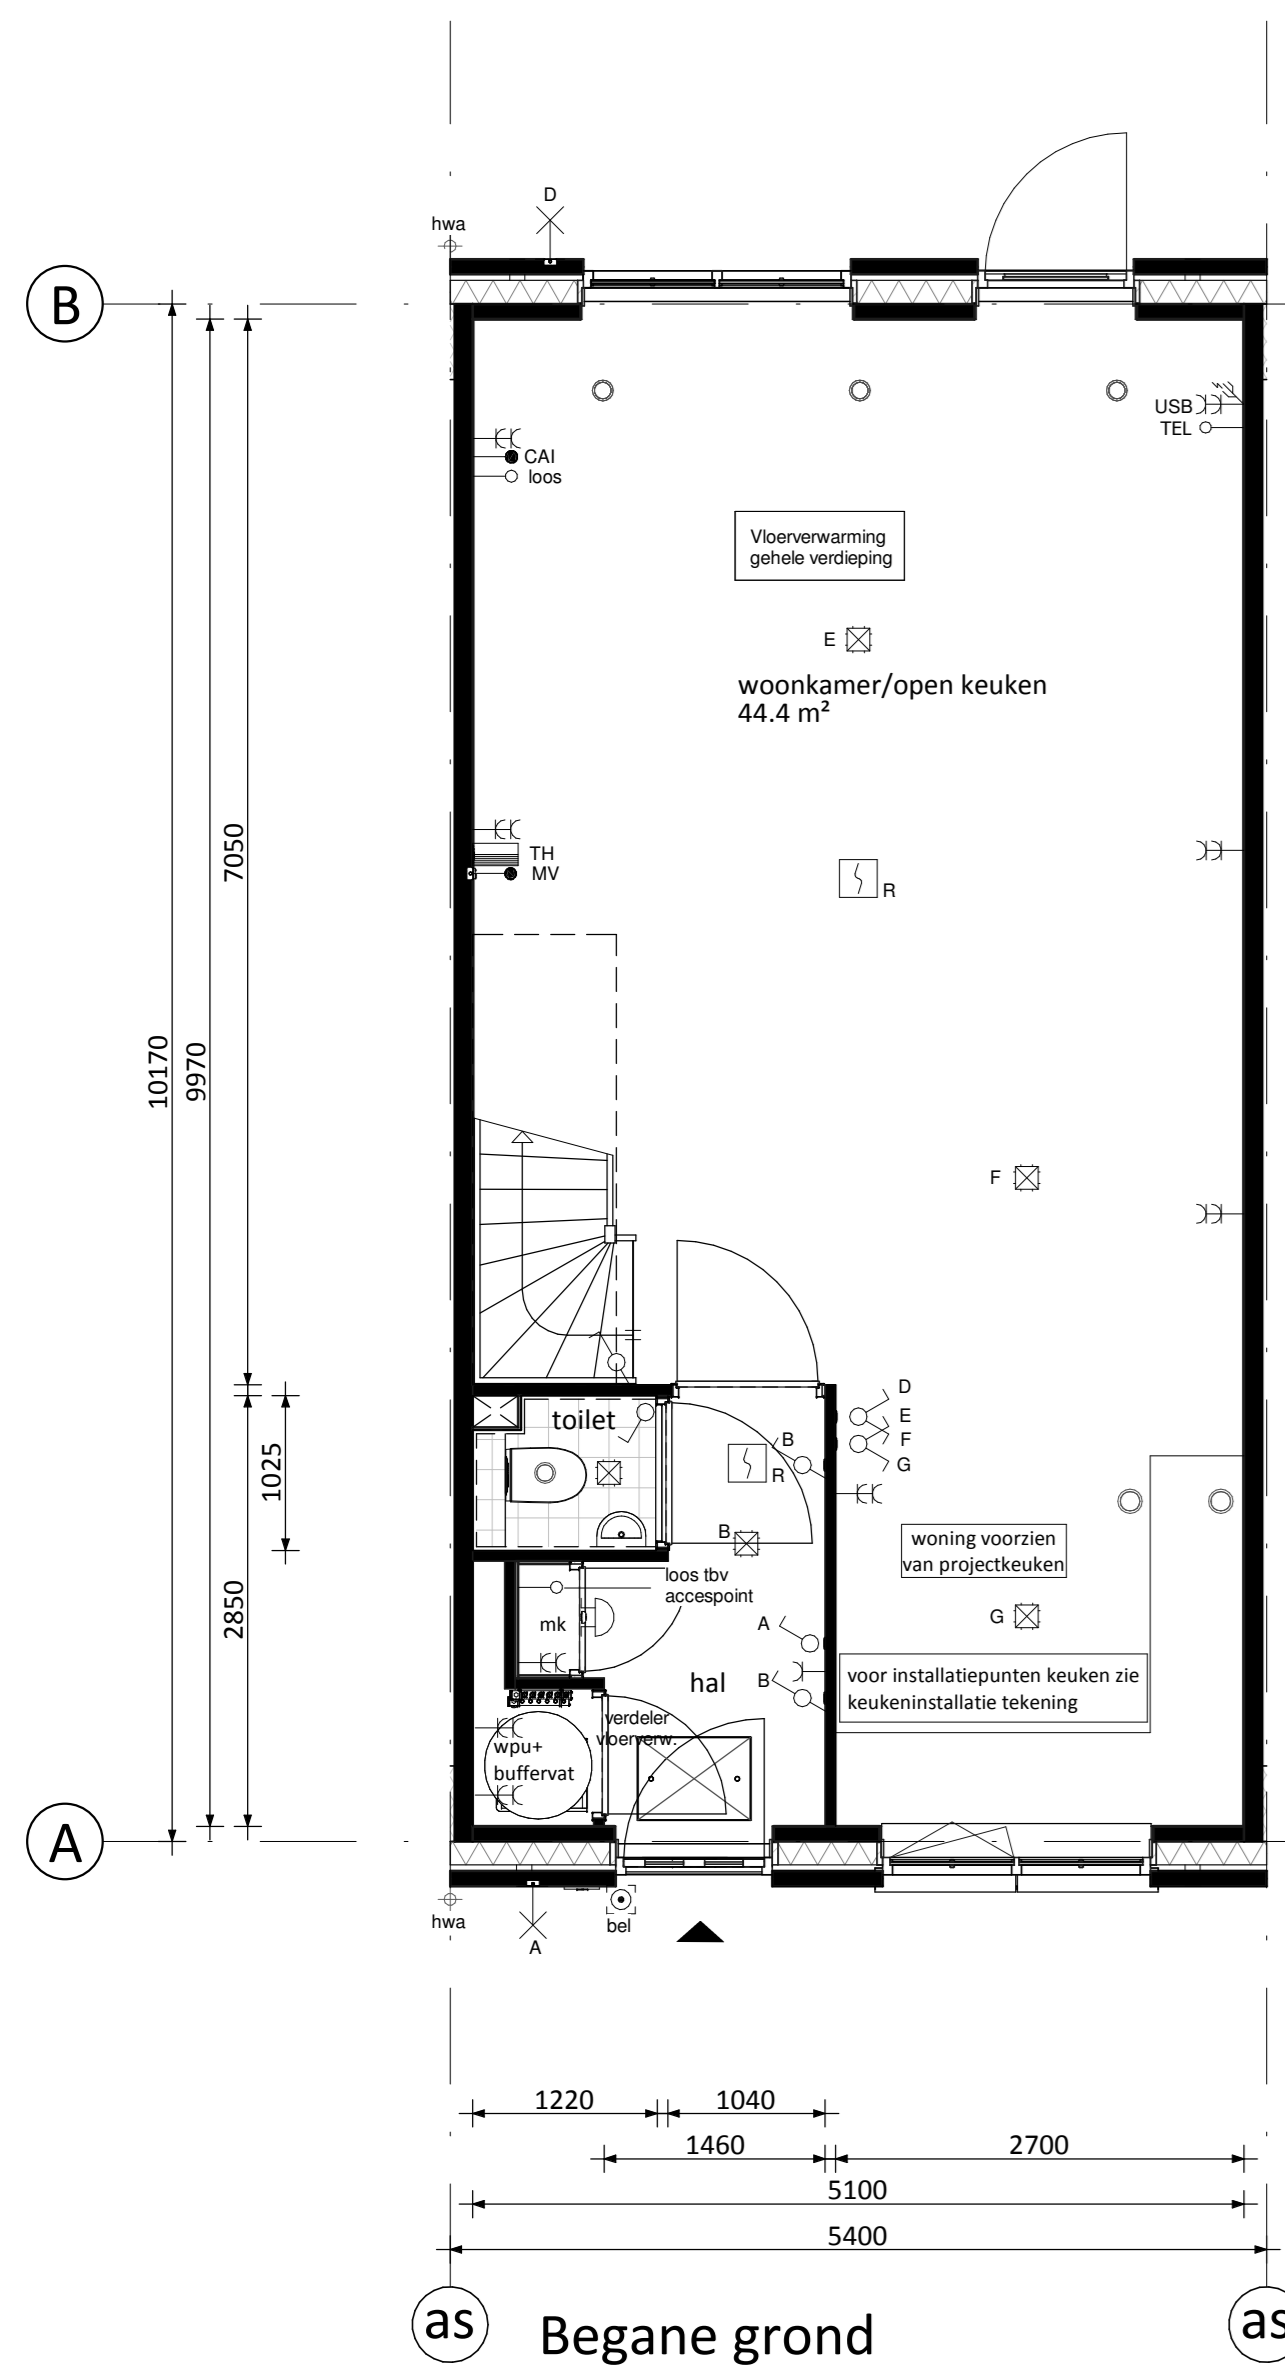 D
hwa
B
USB
TEL
CAI
loos
Vloerverwarming
gehele verdieping
E
woonkamer/open keuken
44.4 m²
7050
TH
MV
R
10170
9970
F
D
E
F
G
toilet
B
R
1025
B
woning voorzien
van projectkeuken
loos tbv
accespoint
2850
mk
A
G
hal
B
voor installatiepunten keuken zie
keukeninstallatie tekening
verdeler
vloerverw.
wpu+
buffervat
A
hwa
A
bel
1220
1040
1460
2700
5100
5400
as
as
Begane grond